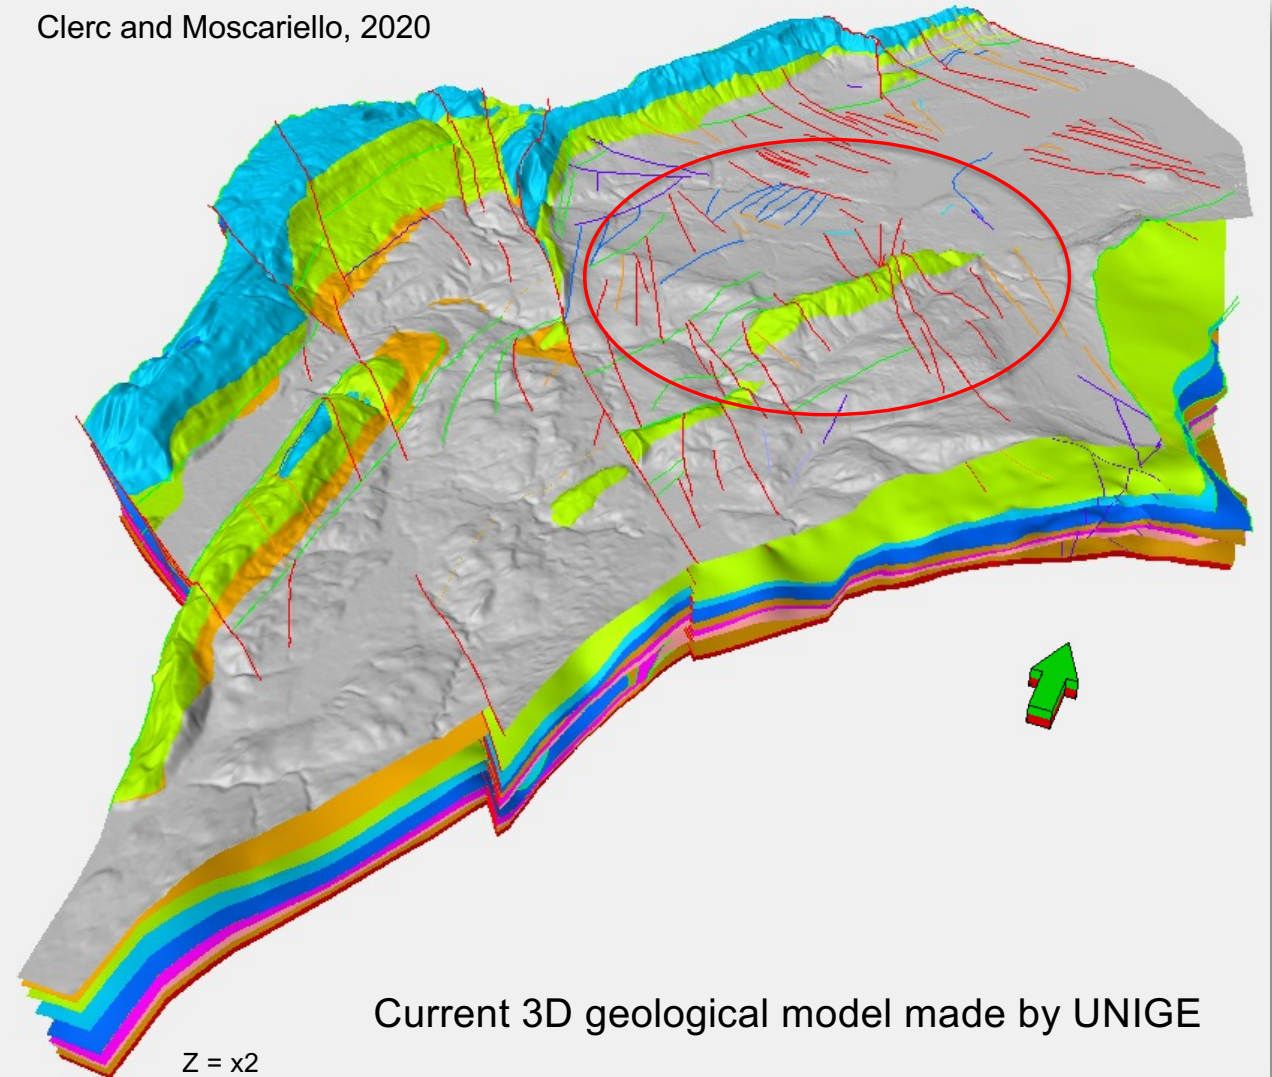 Clerc and Moscariello, 2020
Current 3D geological model made by UNIGE
Z = x2